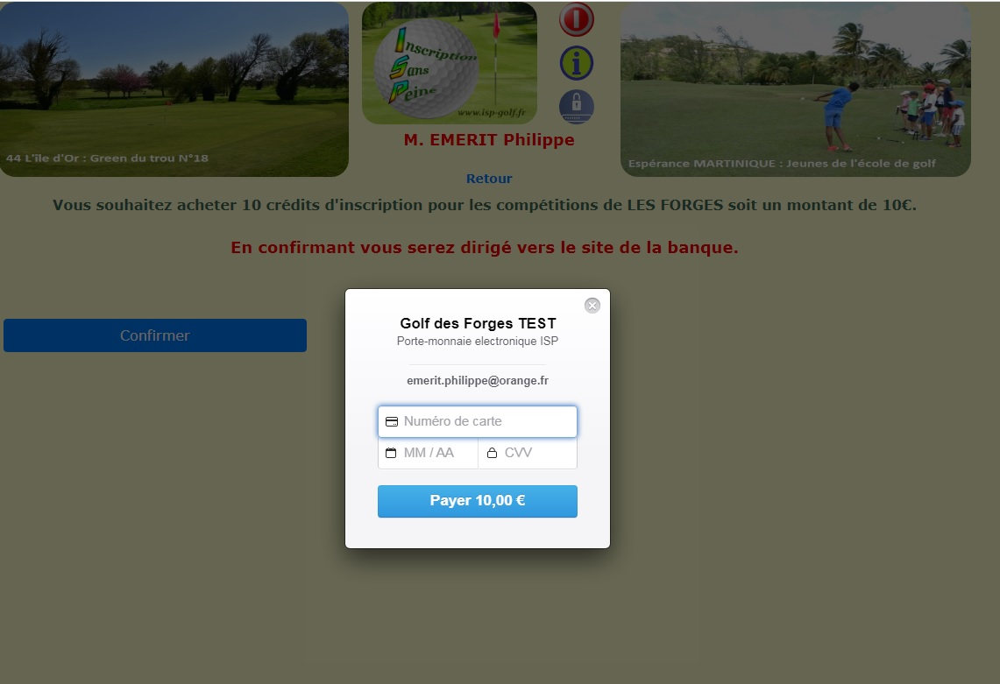 Inscription
Sans
Peine
www.isp-golf.fr
44 L'île d'Or : Green du trou N°18
Espérance MARTINIQUE : Jeunes de l'école de golf
M. EMERIT Philippe
Retour
Vous souhaitez acheter 10 crédits d'inscription pour les compétitions de LES FORGES soit un montant de 10€.
En confirmant vous serez dirigé vers le site de la banque.
Confirmer
Golf des Forges TEST
Porte-monnaie electronique ISP
emerit.philippe@orange.fr
Numéro de carte
MM / AA
CVV
Payer 10,00 €